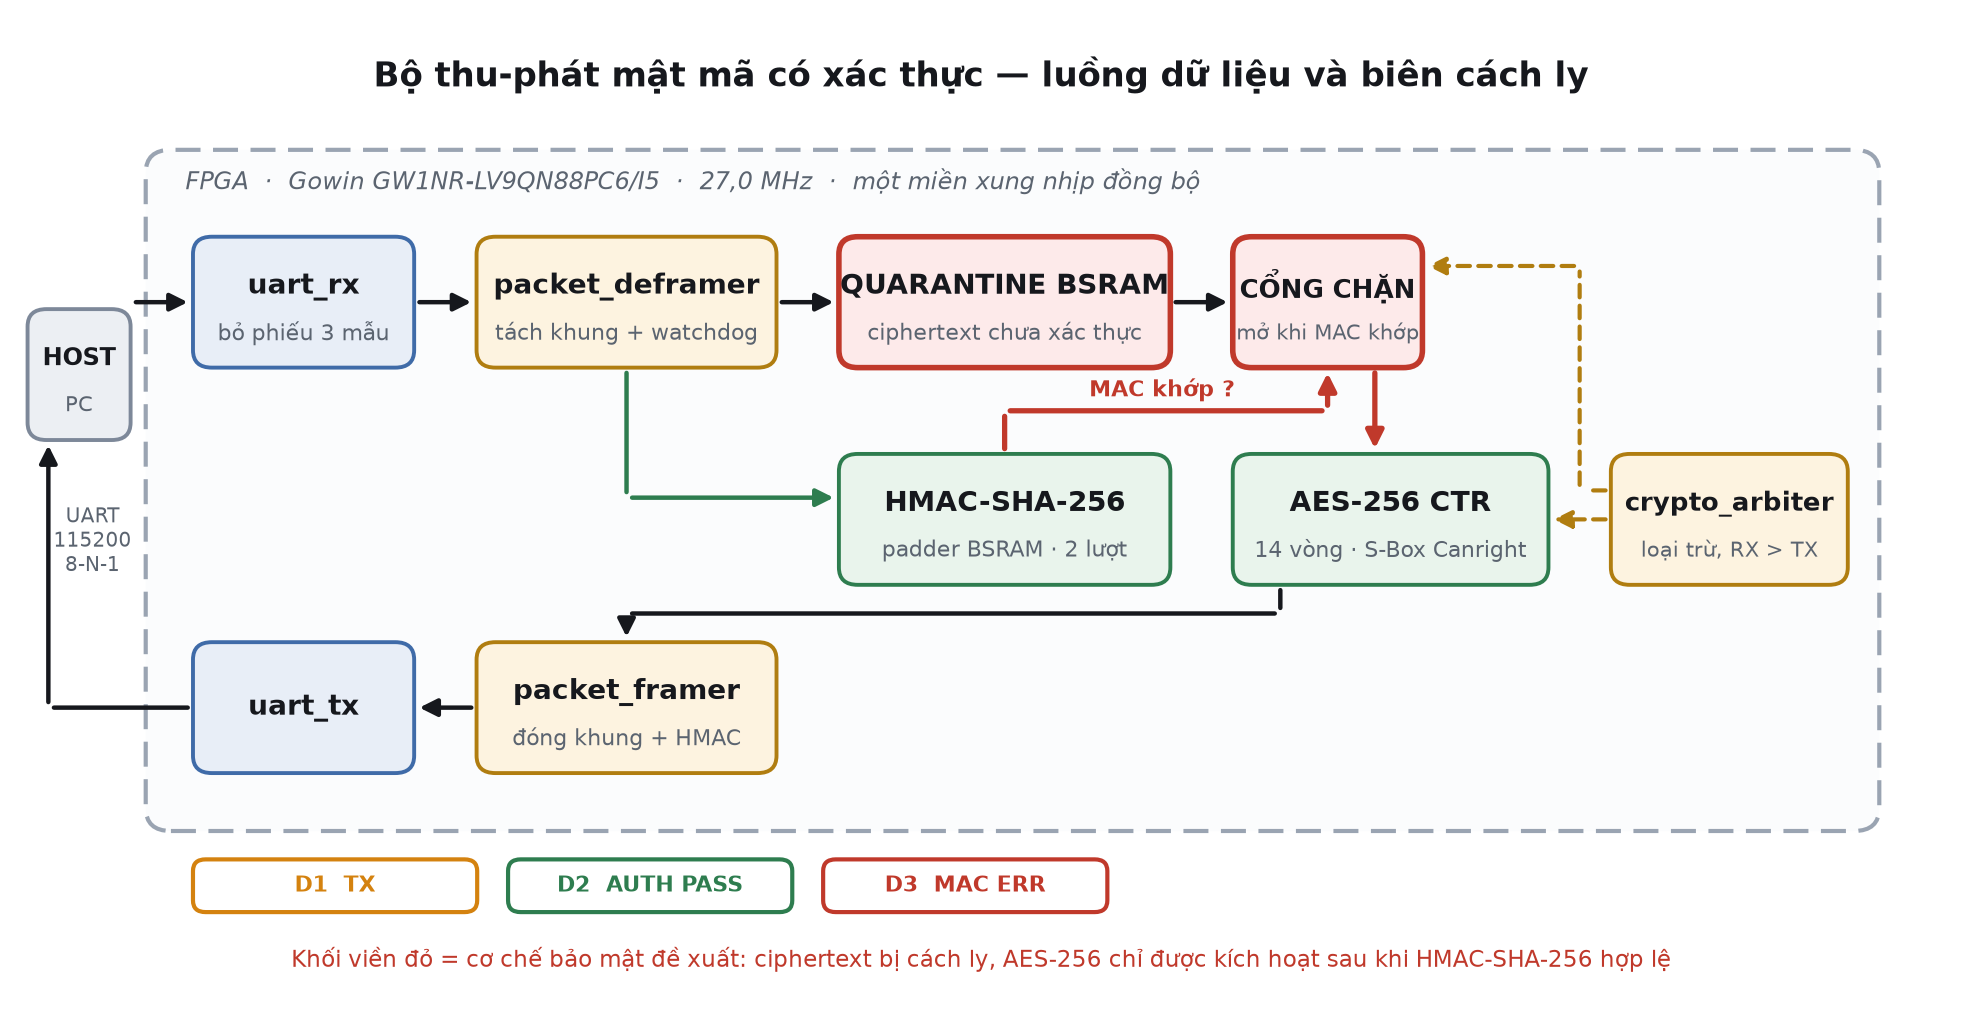 Bộ thu-phát mật mã có xác thực — luồng dữ liệu và biên cách ly
FPGA · Gowin GW1NR-LV9QN88PC6/I5 · 27,0 MHz · một miền xung nhịp đồng bộ
HOST
PC
uart_rx
bỏ phiếu 3 mẫu
packet_deframer
tách khung + watchdog
QUARANTINE BSRAM
ciphertext chưa xác thực
CỔNG CHẶN
mở khi MAC khớp
MAC khớp ?
HMAC-SHA-256
padder BSRAM · 2 lượt
AES-256 CTR
14 vòng · S-Box Canright
crypto_arbiter
loại trừ, RX > TX
UART
115200
8-N-1
uart_tx
packet_framer
đóng khung + HMAC
D1 TX
D2 AUTH PASS
D3 MAC ERR
Khối viền đỏ = cơ chế bảo mật đề xuất: ciphertext bị cách ly, AES-256 chỉ được kích hoạt sau khi HMAC-SHA-256 hợp lệ